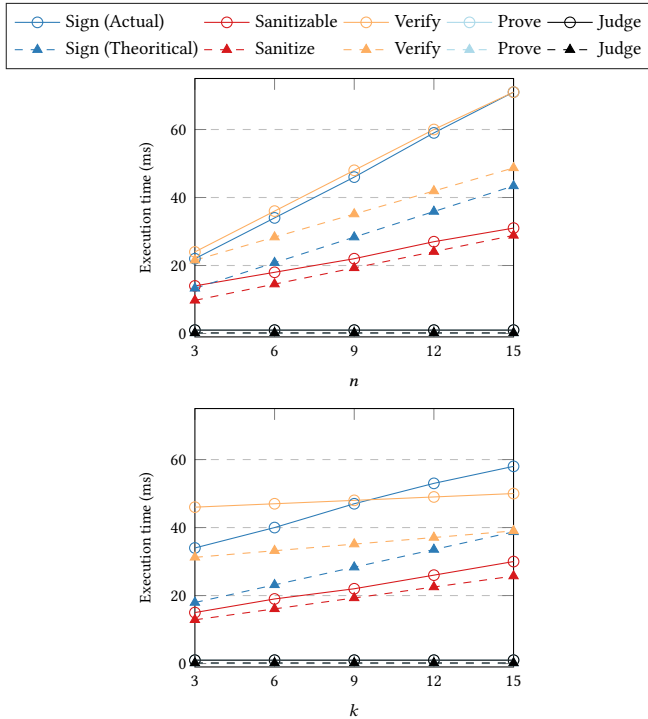 Sign (Actual) Sanitizable Verify Prove Judge
Sign (Theoritical) Sanitize Verify Prove Judge
60
40
20
0
Execution time (ms)
3 6 9 12 15
n
60
40
20
0
Execution time (ms)
3 6 9 12 15
k